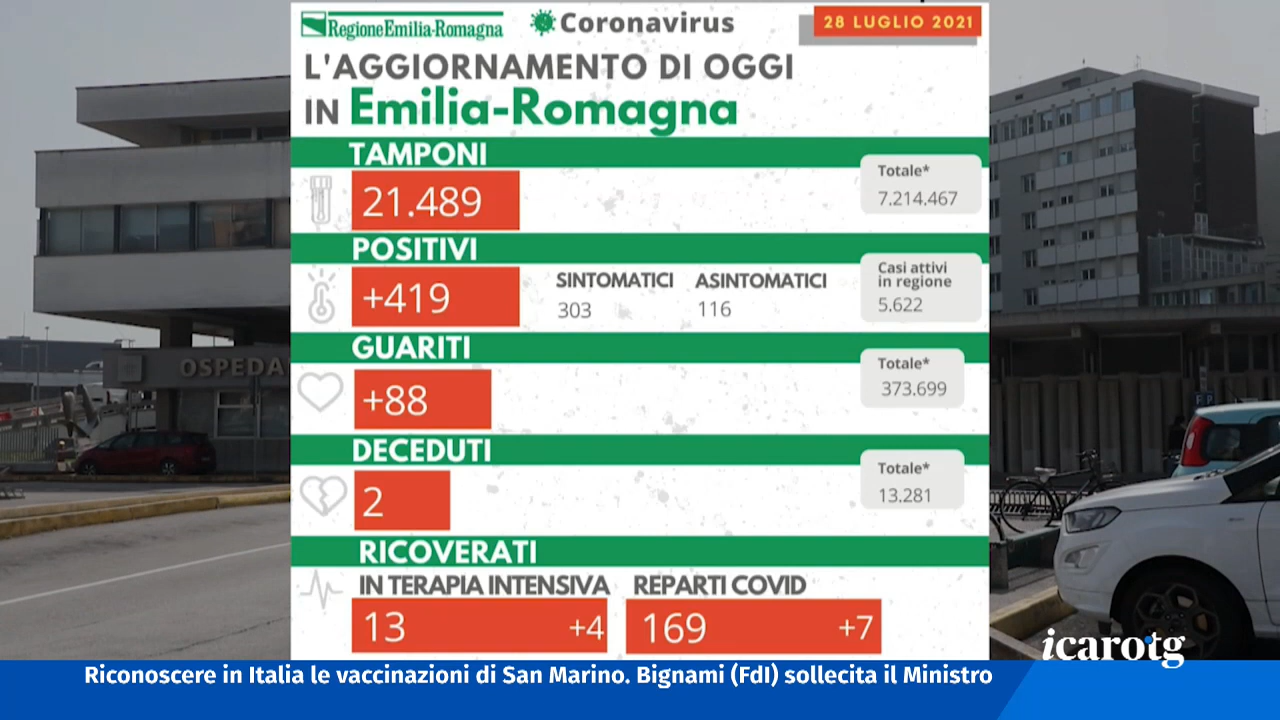 RegioneEmilia-Romagna
Coronavirus
28 LUGLIO 2021
L'AGGIORNAMENTO DI OGGI
IN Emilia-Romagna
TAMPONI
21.489
Totale*
7.214.467
POSITIVI
+419
SINTOMATICI
303
ASINTOMATICI
116
Casi attivi
in regione
5.622
GUARITI
+88
Totale*
373.699
DECEDUTI
2
Totale*
13.281
RICOVERATI
IN TERAPIA INTENSIVA
13 +4
REPARTI COVID
169 +7
OSPEDA
icarotg
Riconoscere in Italia le vaccinazioni di San Marino. Bignami (FdI) sollecita il Ministro